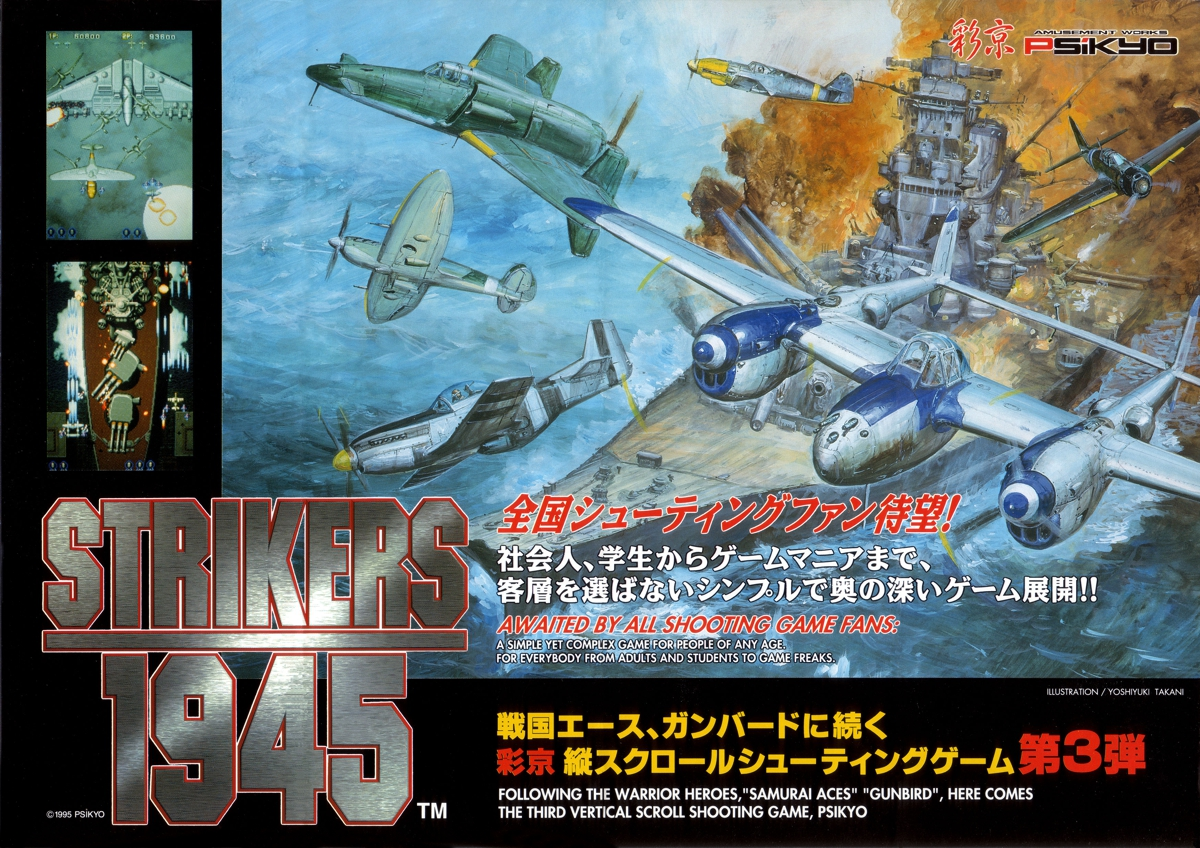 彩京 AMUSEMENT WORKS
PSiKYO
1P 60800 2P 93600
STRIKERS
1945
TM
全国シューティングファン待望!
社会人、学生からゲームマニアまで、
客層を選ばないシンプルで奥の深いゲーム展開!!
AWAITED BY ALL SHOOTING GAME FANS:
A SIMPLE YET COMPLEX GAME FOR PEOPLE OF ANY AGE.
FOR EVERYBODY FROM ADULTS AND STUDENTS TO GAME FREAKS.
ILLUSTRATION / YOSHIYUKI TAKANI
戦国エース、ガンバードに続く
彩京 縦スクロールシューティングゲーム 第3弾
FOLLOWING THE WARRIOR HEROES,"SAMURAI ACES" "GUNBIRD", HERE COMES
THE THIRD VERTICAL SCROLL SHOOTING GAME, PSIKYO
©1995 PSiKYO